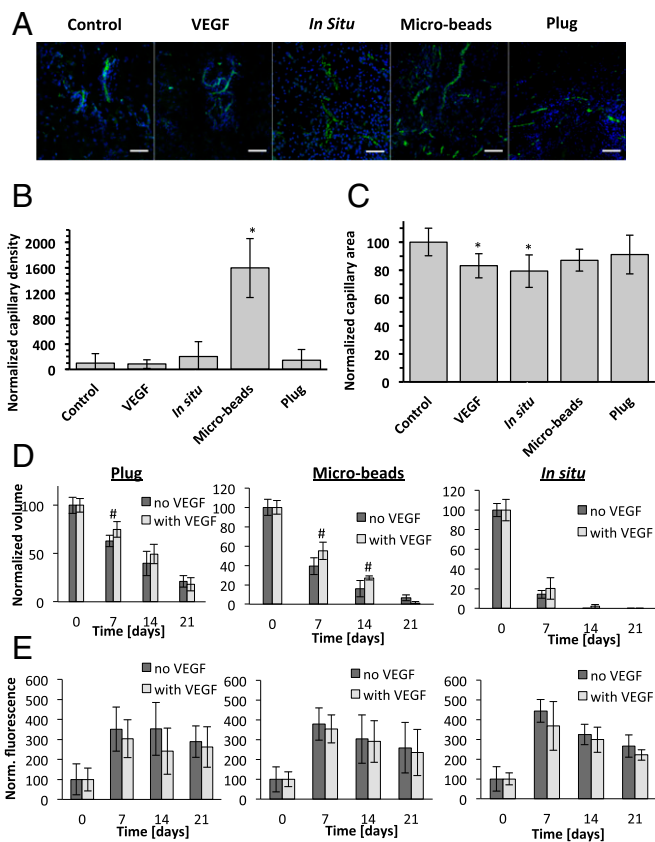 A
Control VEGF In Situ Micro-beads Plug
B
Normalized capillary density
2000
1600
1200
800
400
0
Control VEGF In situ Micro-beads Plug
C
Normalized capillary area
100
80
60
40
20
0
Control VEGF In situ Micro-beads Plug
*
* *
D
Plug
Normalized volume
100
50
0
#
no VEGF
with VEGF
0 7 14 21
Time [days]
Micro-beads
120
100
80
60
40
20
0
# #
no VEGF
with VEGF
0 7 14 21
Time [days]
In situ
120
100
80
60
40
20
0
no VEGF
with VEGF
0 7 14 21
Time [days]
E
Norm. fluorescence
600
500
400
300
200
100
0
no VEGF
with VEGF
0 7 14 21
Time [days]
600
500
400
300
200
100
0
no VEGF
with VEGF
0 7 14 21
Time [days]
600
500
400
300
200
100
0
no VEGF
with VEGF
0 7 14 21
Time [days]